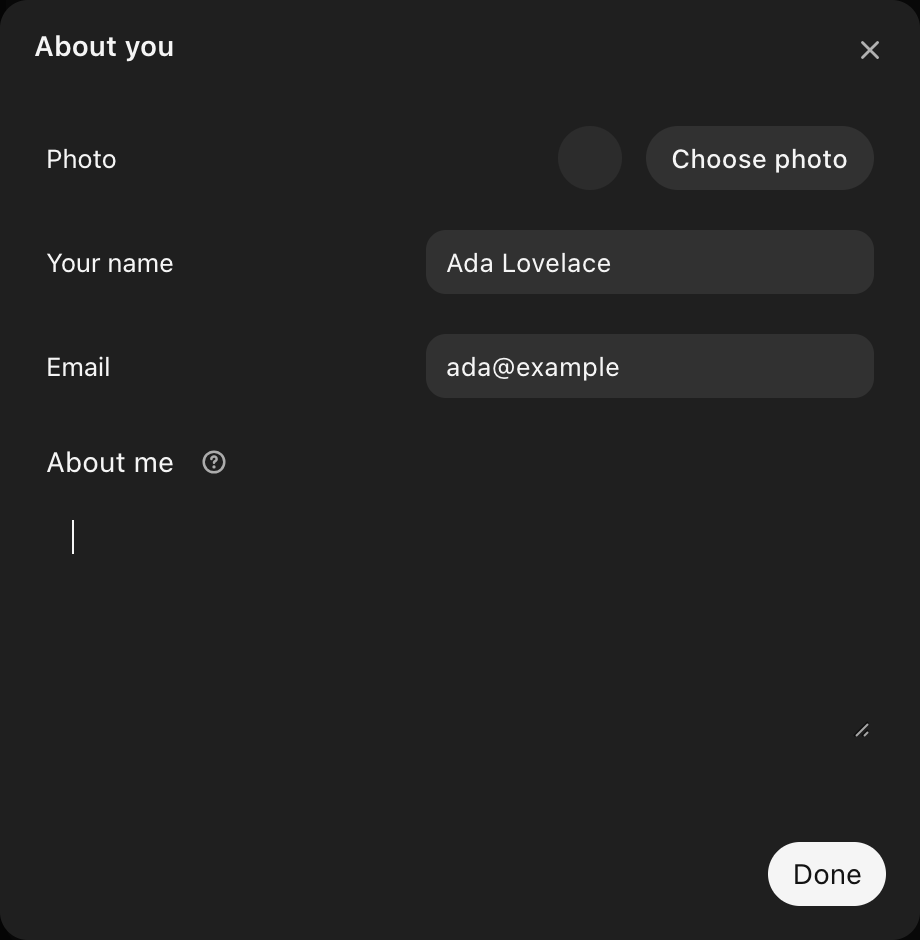 About you
Photo
Choose photo
Your name
Ada Lovelace
Email
ada@example
About me
Done